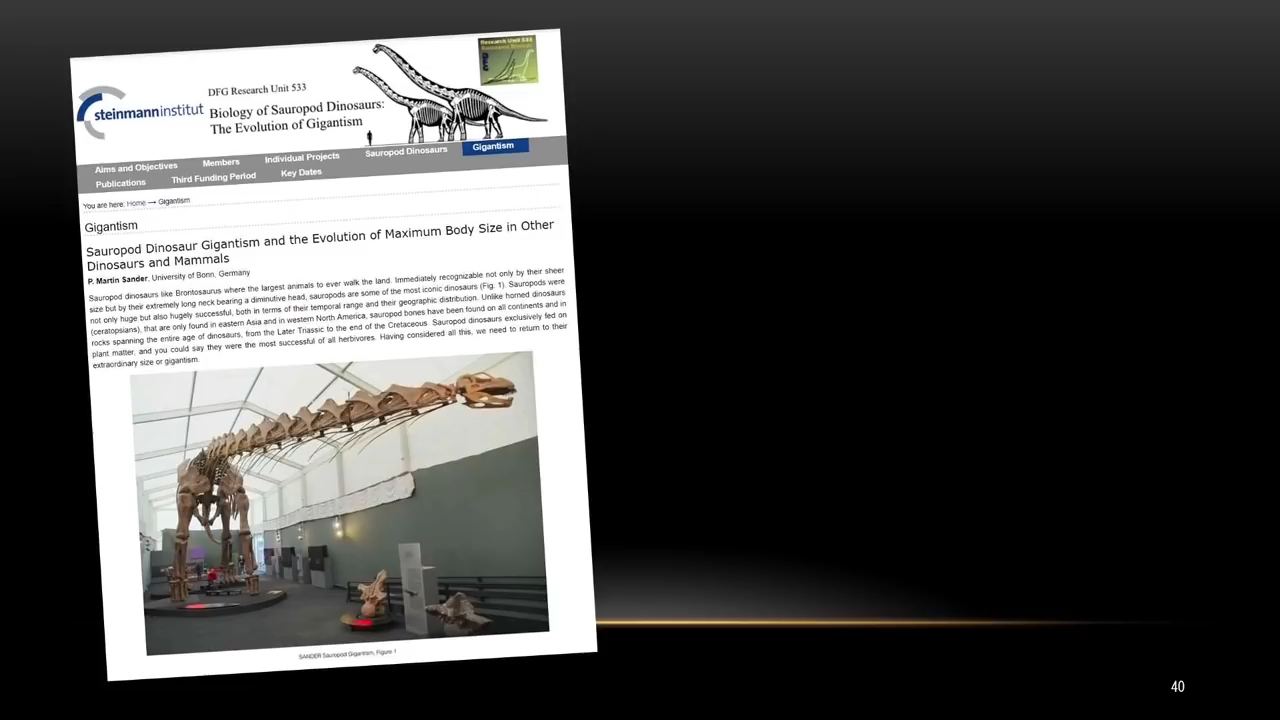 Research Unit 533
steinmanninstitut
DFG Research Unit 533
Biology of Sauropod Dinosaurs:
The Evolution of Gigantism
Aims and Objectives Members Individual Projects Sauropod Dinosaurs Gigantism
Publications Third Funding Period Key Dates
You are here: Home → Gigantism
Gigantism
Sauropod Dinosaur Gigantism and the Evolution of Maximum Body Size in Other
Dinosaurs and Mammals
P. Martin Sander, University of Bonn, Germany
Sauropod dinosaurs like Brontosaurus where the largest animals to ever walk the land. Immediately recognizable not only by their sheer
size but by their extremely long neck bearing a diminutive head, sauropods are some of the most iconic dinosaurs (Fig. 1). Sauropods were
not only huge but also hugely successful, both in terms of their temporal range and their geographic distribution. Unlike horned dinosaurs
(ceratopsians), that are only found in eastern Asia and in western North America, sauropod bones have been found on all continents and in
rocks spanning the entire age of dinosaurs, from the Later Triassic to the end of the Cretaceous. Sauropod dinosaurs exclusively fed on
plant matter, and you could say they were the most successful of all herbivores. Having considered all this, we need to return to their
extraordinary size or gigantism.
SANDER Sauropod Gigantism, Figure 1
40